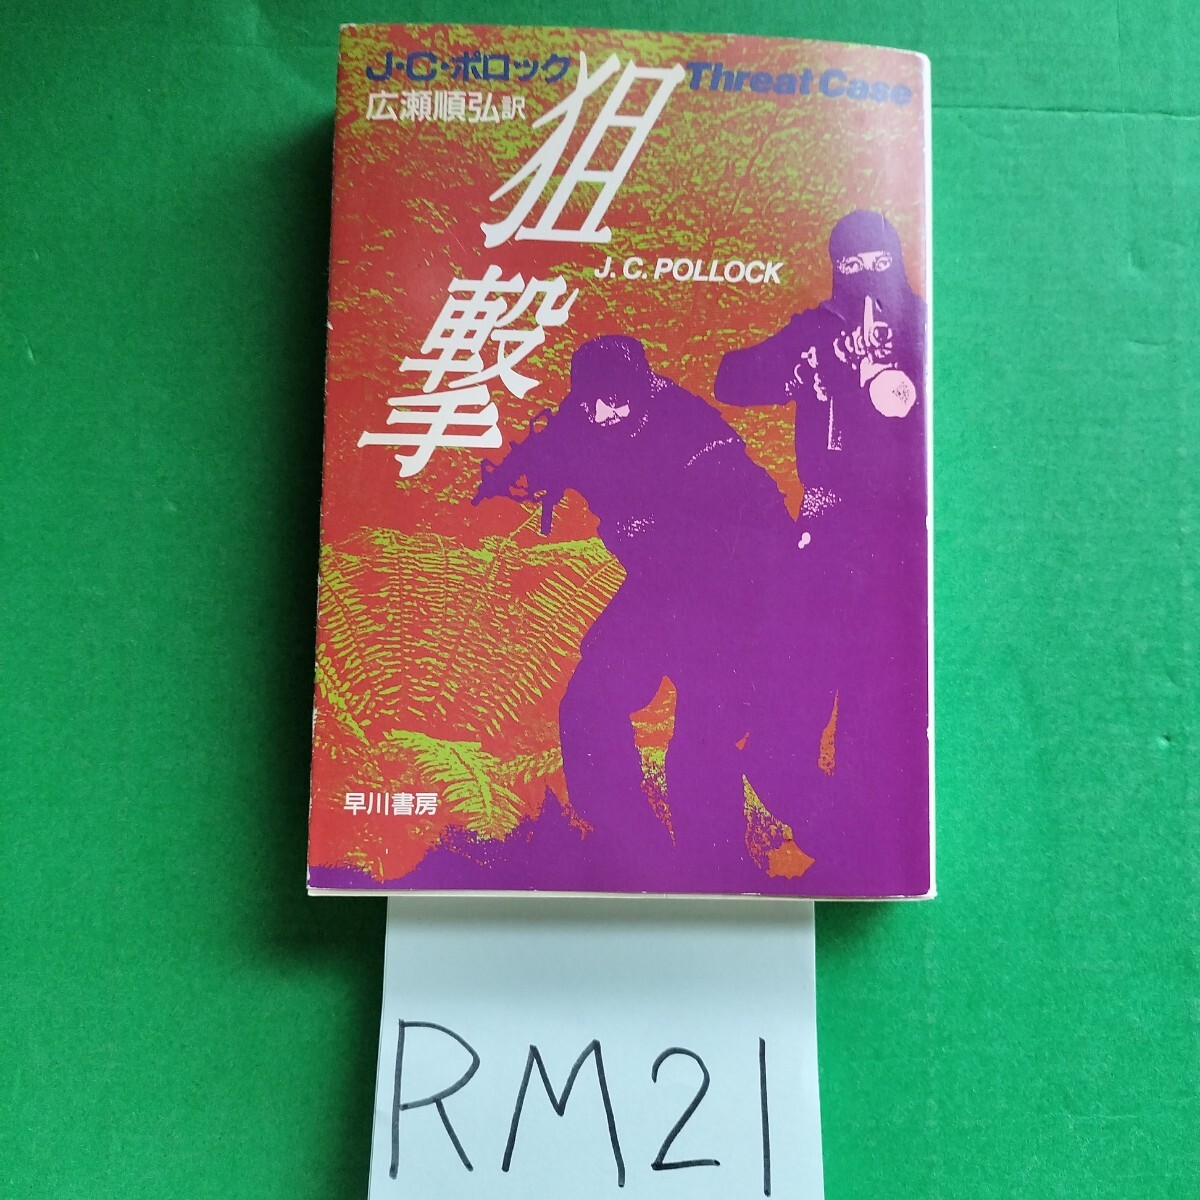 J・C・ポロック
広瀬順弘訳
狙撃
Threat Case
J. C. POLLOCK
早川書房
RM21